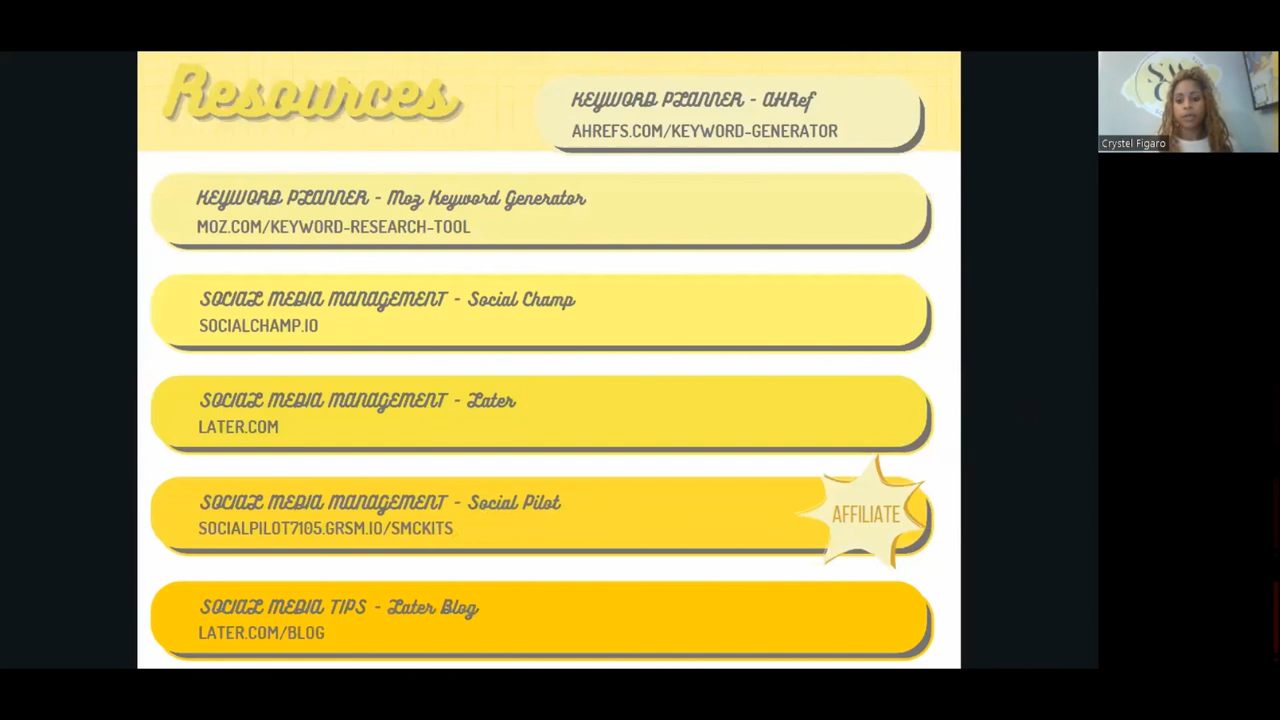 Resources
KEYWORD PLANNER - AHRef
AHREFS.COM/KEYWORD-GENERATOR
KEYWORD PLANNER - Moz Keyword Generator
MOZ.COM/KEYWORD-RESEARCH-TOOL
SOCIAL MEDIA MANAGEMENT - Social Champ
SOCIALCHAMP.IO
SOCIAL MEDIA MANAGEMENT - Later
LATER.COM
SOCIAL MEDIA MANAGEMENT - Social Pilot
SOCIALPILOT7105.GRSM.IO/SMCKITS
AFFILIATE
SOCIAL MEDIA TIPS - Later Blog
LATER.COM/BLOG
Crystel Figaro